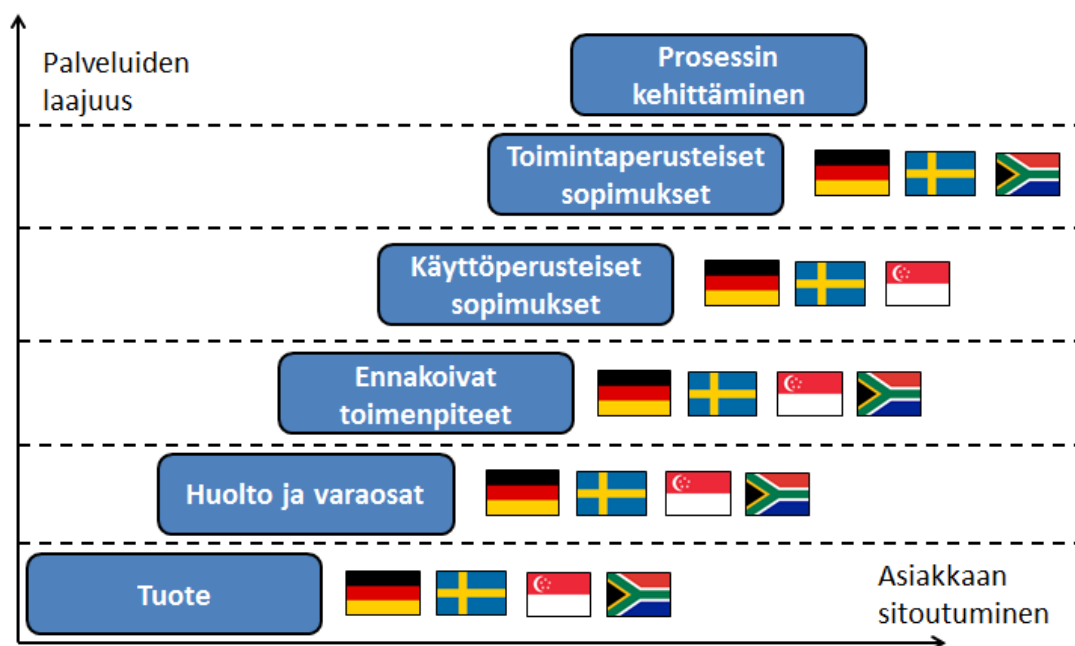 Palveluiden
laajuus
Prosessin
kehittäminen
Toimintaperusteiset
sopimukset
Käyttöperusteiset
sopimukset
Ennakoivat
toimenpiteet
Huolto ja varaosat
Tuote
Asiakkaan
sitoutuminen